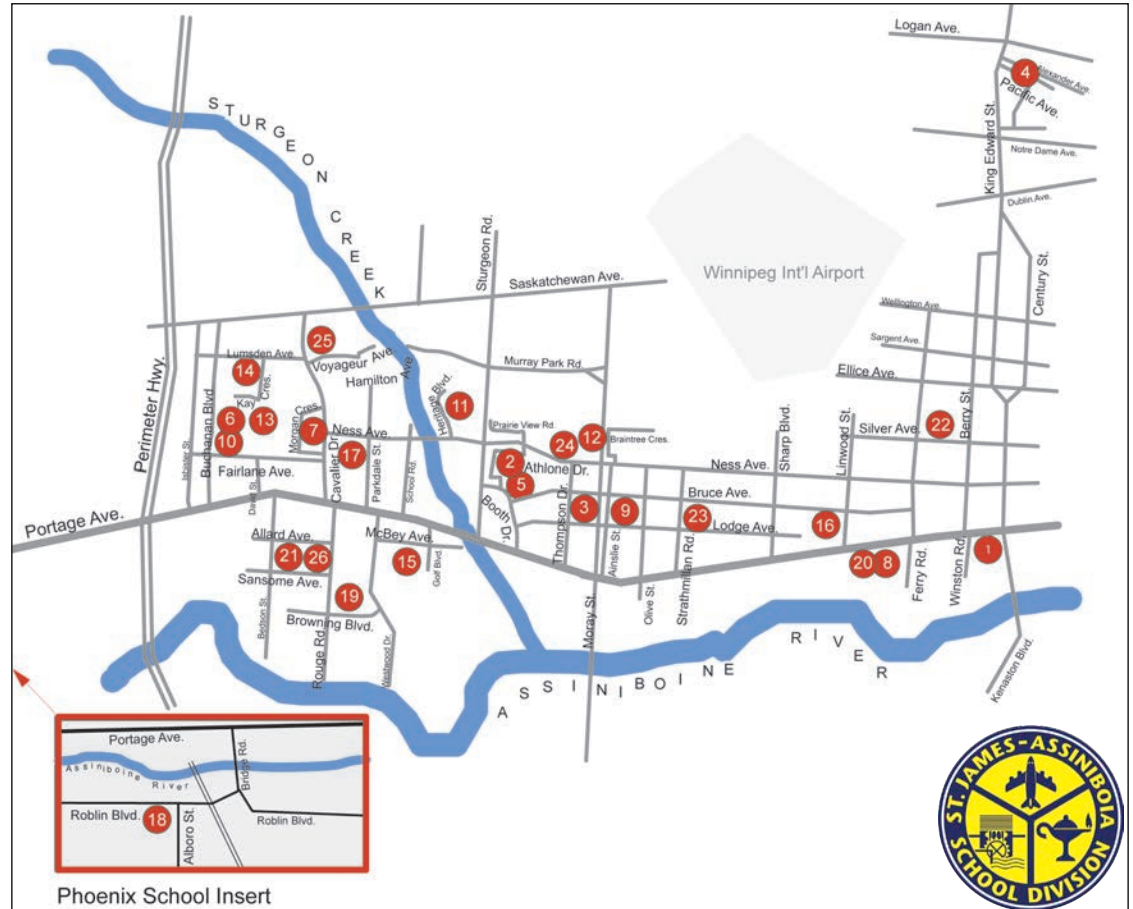 Logan Ave.
4
Alexander Ave.
Pacific Ave.
King Edward St.
Notre Dame Ave.
Dublin Ave.
Century St.
STURGEON CREEK
Sturgeon Rd.
Saskatchewan Ave.
Winnipeg Int'l Airport
Perimeter Hwy.
Wellington Ave.
Sargent Ave.
Ellice Ave.
25
Lumsden Ave.
Voyageur Ave.
Murray Park Rd.
14
Hamilton Ave.
Kay Cres.
Heritage Blvd.
11
Buchanan Blvd
6
13
Morgan Cres.
7
Ness Ave.
Prairie View Rd.
24
12
Braintree Cres.
Sharp Blvd.
Linwood St.
Silver Ave.
22
Berry St.
10
Isbister St.
Fairlane Ave.
Cavalier Dr.
17
Parkdale St.
School Rd.
2
Athlone Dr.
Ness Ave.
David St.
5
Bruce Ave.
Booth Dr.
Thompson Dr.
3
9
23
Lodge Ave.
16
Portage Ave.
Allard Ave.
McBey Ave.
21
26
15
Golf Blvd.
Ainslie St.
20
8
Ferry Rd.
Winston Rd.
1
Sansome Ave.
Bedson St.
19
Browning Blvd.
Rouge Rd.
Westwood Dr.
Moray St.
Olive St.
Strathmillan Rd.
ASSINIBOINE RIVER
Kenaston Blvd.
Portage Ave.
Assiniboine River
Bridge Rd.
Roblin Blvd.
18
Alboro St.
Roblin Blvd.
Phoenix School Insert
ST. JAMES-ASSINIBOIA
SCHOOL DIVISION